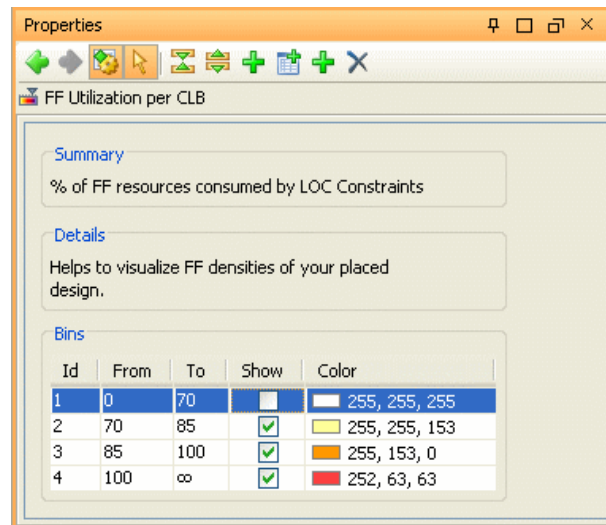 Properties
FF Utilization per CLB
Summary
% of FF resources consumed by LOC Constraints
Details
Helps to visualize FF densities of your placed
design.
Bins
Id From To Show Color
1 0 70 255, 255, 255
2 70 85 255, 255, 153
3 85 100 255, 153, 0
4 100 ∞ 252, 63, 63